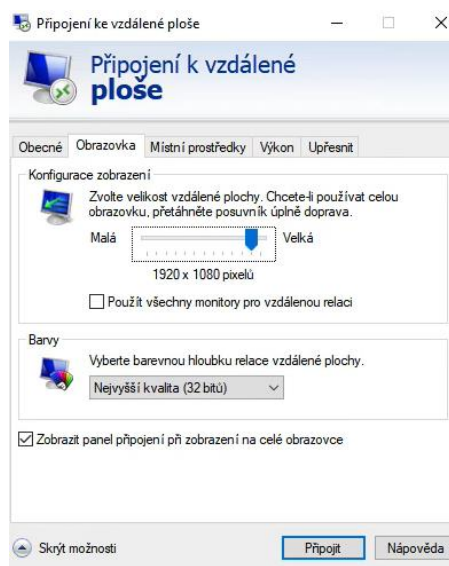 Připojení ke vzdálené ploše
Připojení k vzdálené
ploše
Obecné Obrazovka Místní prostředky Výkon Upřesnit
Konfigurace zobrazení
Zvolte velikost vzdálené plochy. Chcete-li používat celou
obrazovku, přetáhněte posuvník úplně doprava.
Malá Velká
1920 x 1080 pixelů
Použít všechny monitory pro vzdálenou relaci
Barvy
Vyberte barevnou hloubku relace vzdálené plochy.
Nejvyšší kvalita (32 bitů)
Zobrazit panel připojení při zobrazení na celé obrazovce
Skrýt možnosti Připojit Nápověda